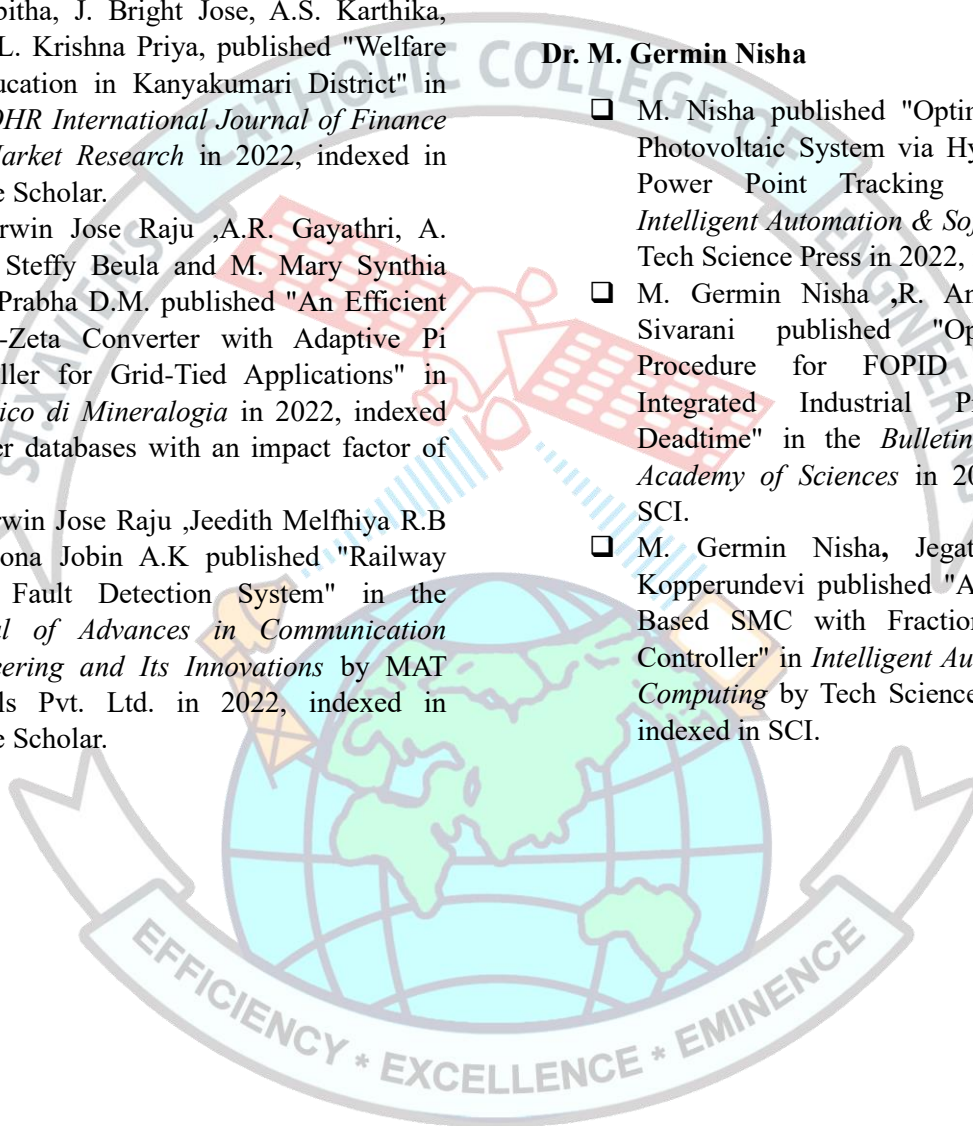 bitha, J. Bright Jose, A.S. Karthika,
L. Krishna Priya, published "Welfare
ucation in Kanyakumari District" in
OHR International Journal of Finance
Market Research in 2022, indexed in
e Scholar.
rwin Jose Raju ,A.R. Gayathri, A.
Steffy Beula and M. Mary Synthia
Prabha D.M. published "An Efficient
-Zeta Converter with Adaptive Pi
ller for Grid-Tied Applications" in
ico di Mineralogia in 2022, indexed
er databases with an impact factor of
rwin Jose Raju ,Jeedith Melfhiya R.B
ona Jobin A.K published "Railway
Fault Detection System" in the
al of Advances in Communication
eering and Its Innovations by MAT
ls Pvt. Ltd. in 2022, indexed in
e Scholar.
Dr. M. Germin Nisha
❑ M. Nisha published "Optim
Photovoltaic System via Hy
Power Point Tracking
Intelligent Automation & Sof
Tech Science Press in 2022,
❑ M. Germin Nisha ,R. An
Sivarani published "Op
Procedure for FOPID
Integrated Industrial P
Deadtime" in the Bulletin
Academy of Sciences in 20
SCI.
❑ M. Germin Nisha, Jegat
Kopperundevi published "A
Based SMC with Fraction
Controller" in Intelligent Au
Computing by Tech Science
indexed in SCI.
ST.XAVIER'S CATHOLIC COLLEGE OF ENGINEERING
EFFICIENCY * EXCELLENCE * EMINENCE